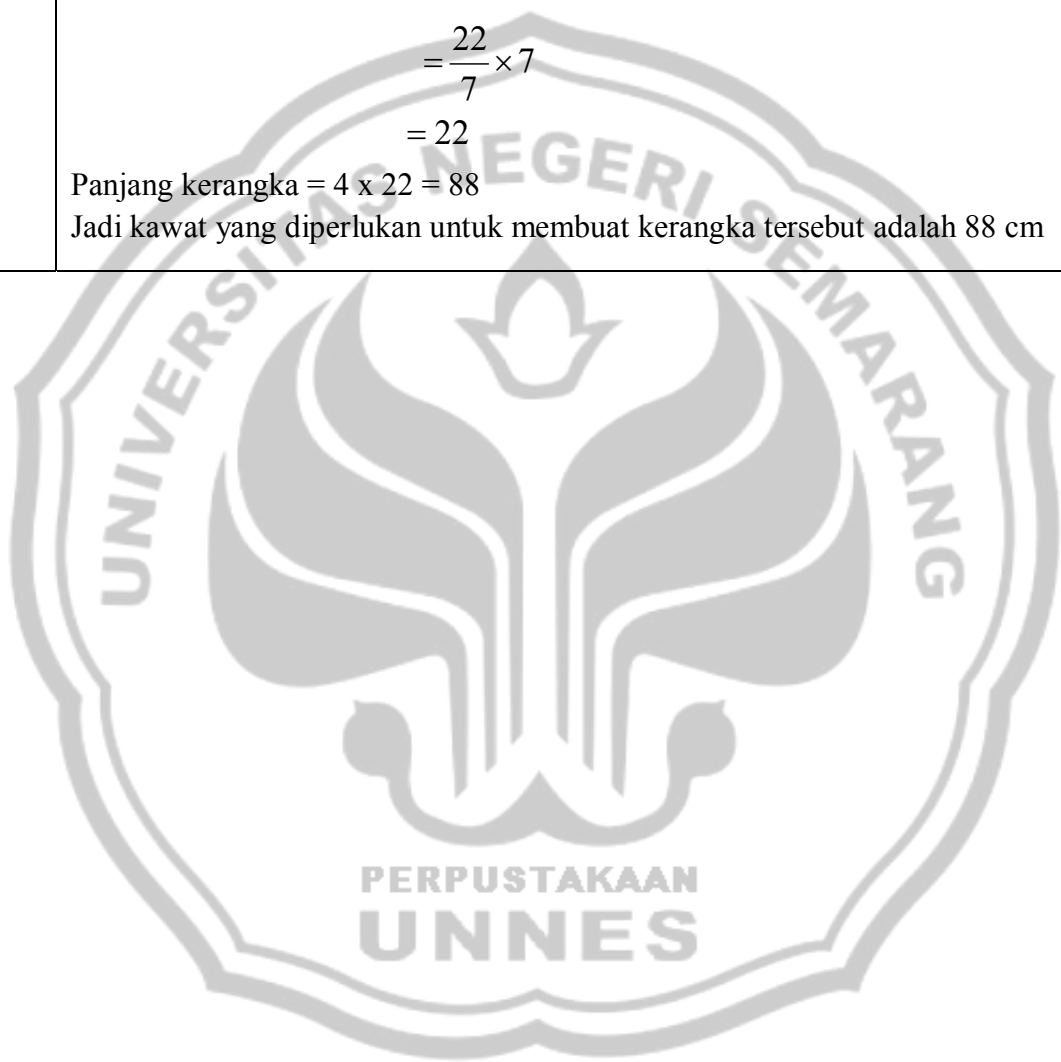 = 22/7 × 7
= 22
Panjang kerangka = 4 x 22 = 88
Jadi kawat yang diperlukan untuk membuat kerangka tersebut adalah 88 cm
UNIVERSITAS NEGERI SEMARANG
PERPUSTAKAAN
UNNES